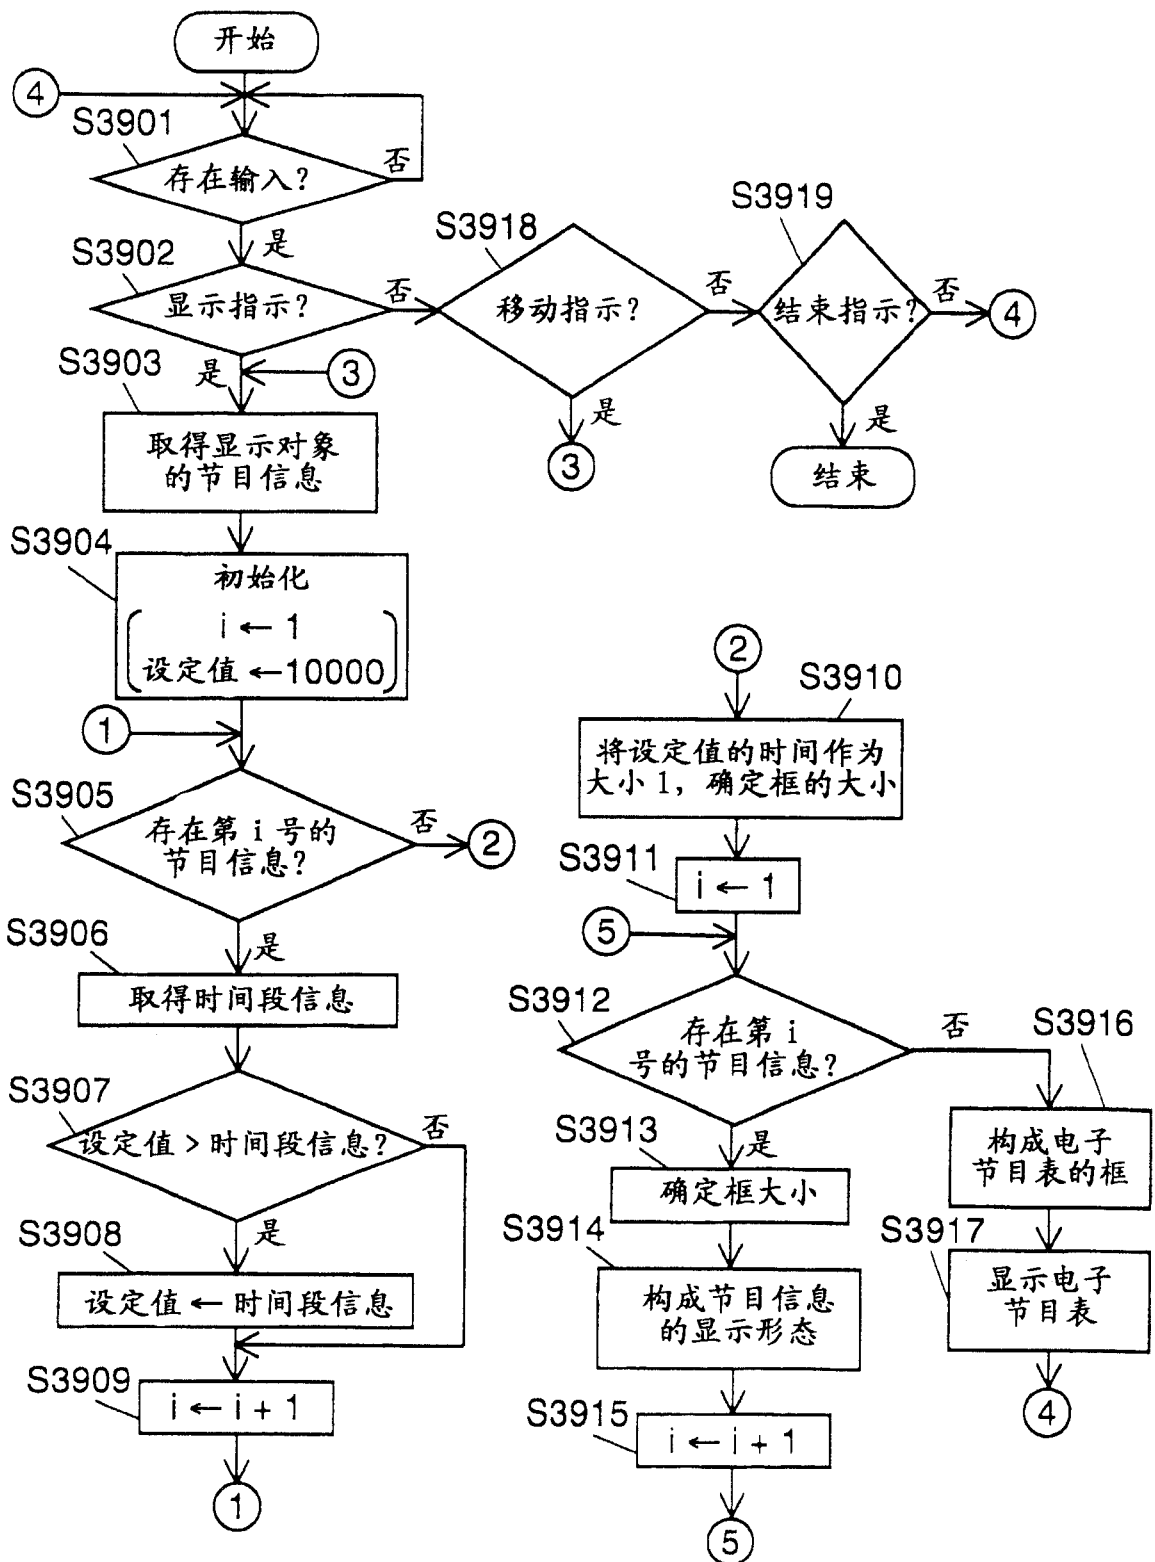 开始
④
S3901
存在输入？
否
是
S3902
显示指示？
否
S3918
移动指示？
否
是
③
S3919
结束指示？
否
④
是
结束
是
③
S3903
取得显示对象
的节目信息
S3904
初始化
i ← 1
设定值 ←10000
①
S3905
存在第 i 号的
节目信息？
否
②
是
S3906
取得时间段信息
S3907
设定值 > 时间段信息？
否
是
S3908
设定值 ← 时间段信息
S3909
i ← i + 1
①
②
S3910
将设定值的时间作为
大小 1，确定框的大小
S3911
i ← 1
⑤
S3912
存在第 i
号的节目信息？
否
是
S3913
确定框大小
S3914
构成节目信息
的显示形态
S3915
i ← i + 1
⑤
S3916
构成电子
节目表的框
S3917
显示电子
节目表
④